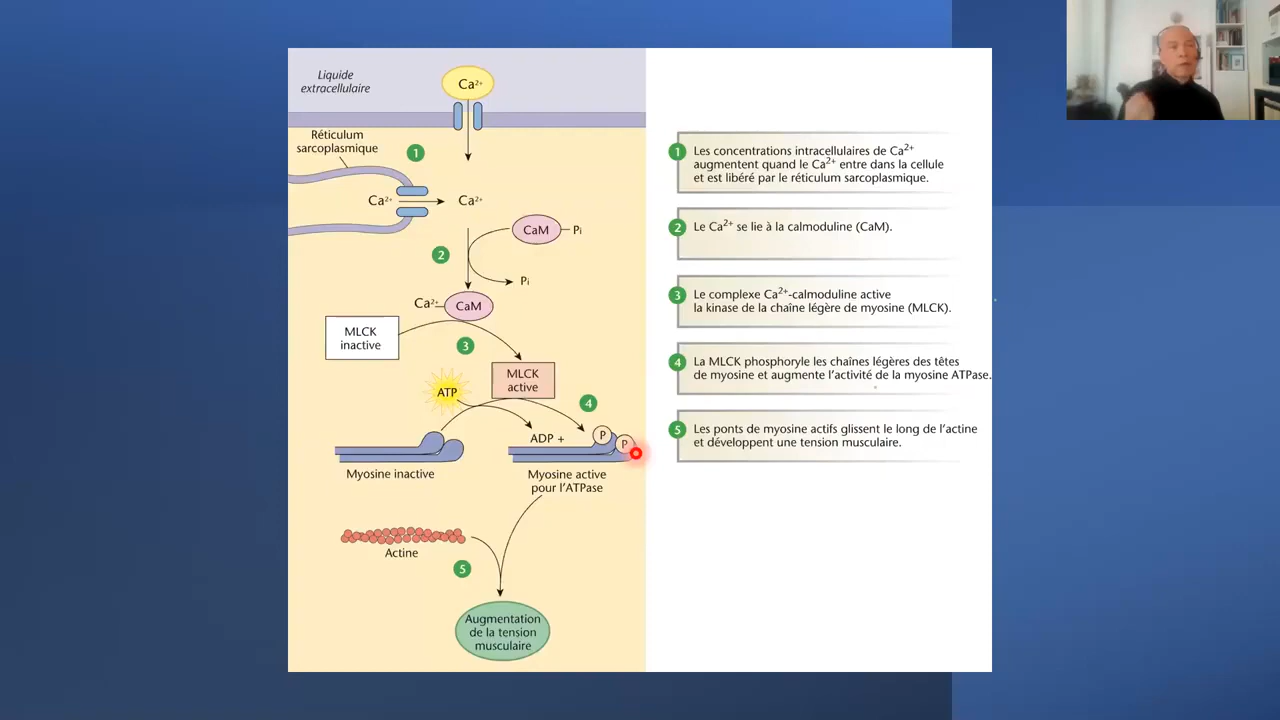 Liquide
extracellulaire
Ca²⁺
Réticulum
sarcoplasmique
1
Ca²⁺
Ca²⁺
CaM
Pi
2
Pi
Ca²⁺
CaM
MLCK
inactive
3
MLCK
active
ATP
4
ADP +
P
P
Myosine inactive
Myosine active
pour l'ATPase
Actine
5
Augmentation
de la tension
musculaire
1
Les concentrations intracellulaires de Ca²⁺
augmentent quand le Ca²⁺ entre dans la cellule
et est libéré par le réticulum sarcoplasmique.
2
Le Ca²⁺ se lie à la calmoduline (CaM).
3
Le complexe Ca²⁺-calmoduline active
la kinase de la chaîne légère de myosine (MLCK).
4
La MLCK phosphoryle les chaînes légères des têtes
de myosine et augmente l'activité de la myosine ATPase.
5
Les ponts de myosine actifs glissent le long de l'actine
et développent une tension musculaire.